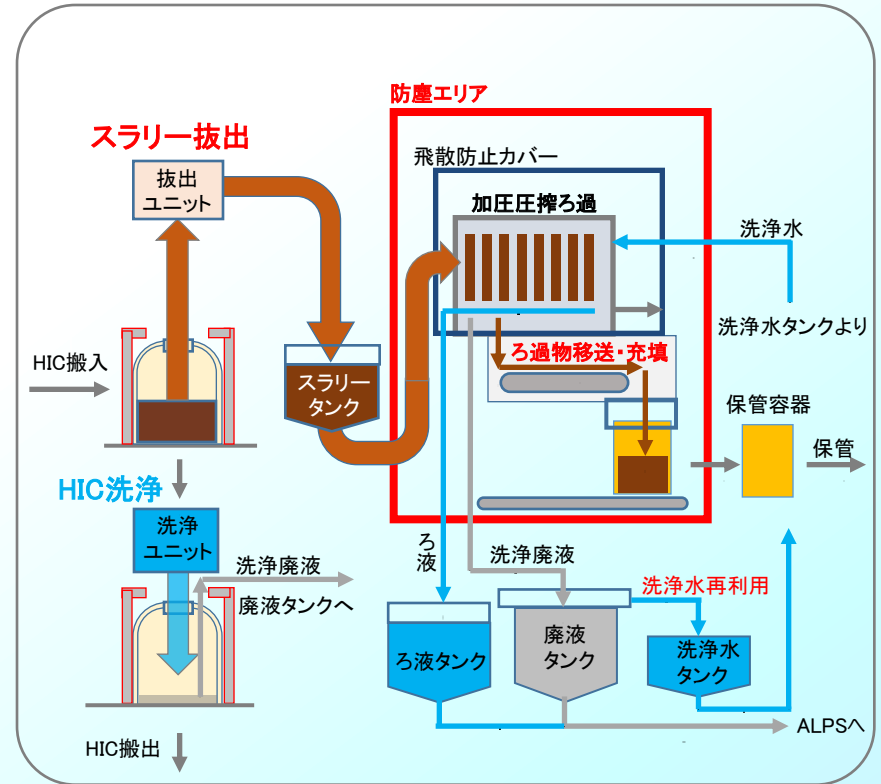 防塵エリア
スラリー抜出
飛散防止カバー
抜出
ユニット
加圧圧搾ろ過
洗浄水
洗浄水タンクより
HIC搬入
スラリー
タンク
ろ過物移送・充填
保管容器
保管
HIC洗浄
洗浄
ユニット
洗浄廃液
廃液タンクへ
ろ
液
洗浄廃液
洗浄水再利用
ろ液タンク
廃液
タンク
洗浄水
タンク
ALPSへ
HIC搬出